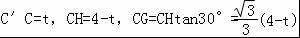 C′ C=t, CH=4-t, CG=CHtan30°=√3/3(4-t)